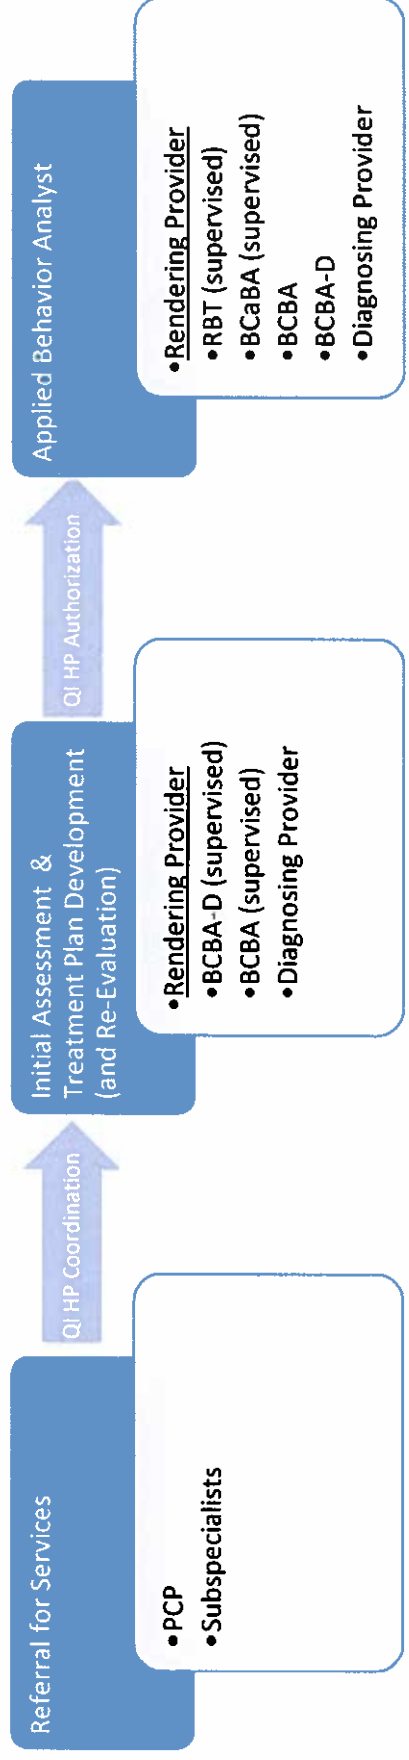 Referral for Services
•PCP
•Subspecialists
QI HP Coordination
Initial Assessment &
Treatment Plan Development
(and Re-Evaluation)
•Rendering Provider
•BCBA-D (supervised)
•BCBA (supervised)
•Diagnosing Provider
QI HP Authorization
Applied Behavior Analyst
•Rendering Provider
•RBT (supervised)
•BCaBA (supervised)
•BCBA
•BCBA-D
•Diagnosing Provider